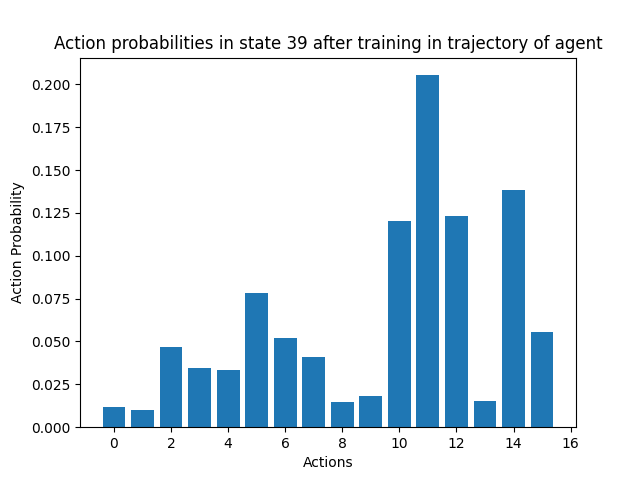 Action probabilities in state 39 after training in trajectory of agent
Action Probability
0.200
0.175
0.150
0.125
0.100
0.075
0.050
0.025
0.000
0 2 4 6 8 10 12 14 16
Actions